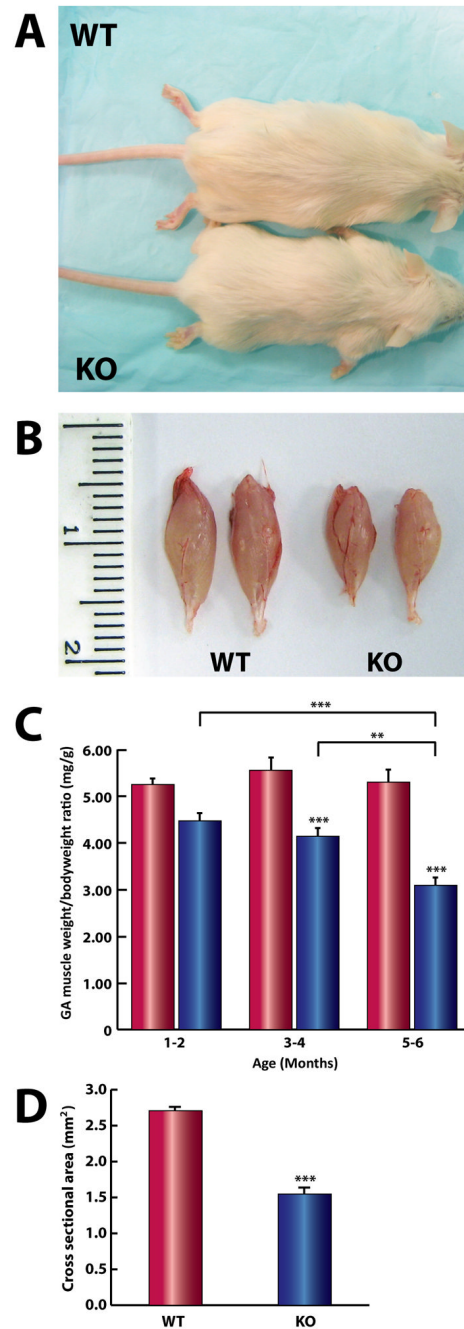 A
WT
KO
B
1
2
WT
KO
C
***
**
GA muscle weight/bodyweight ratio (mg/g)
6.00
5.00
4.00
3.00
2.00
1.00
0
***
***
1-2
3-4
5-6
Age (Months)
D
Cross sectional area (mm²)
3.0
2.5
2.0
1.5
1.0
0.5
0.0
***
WT
KO